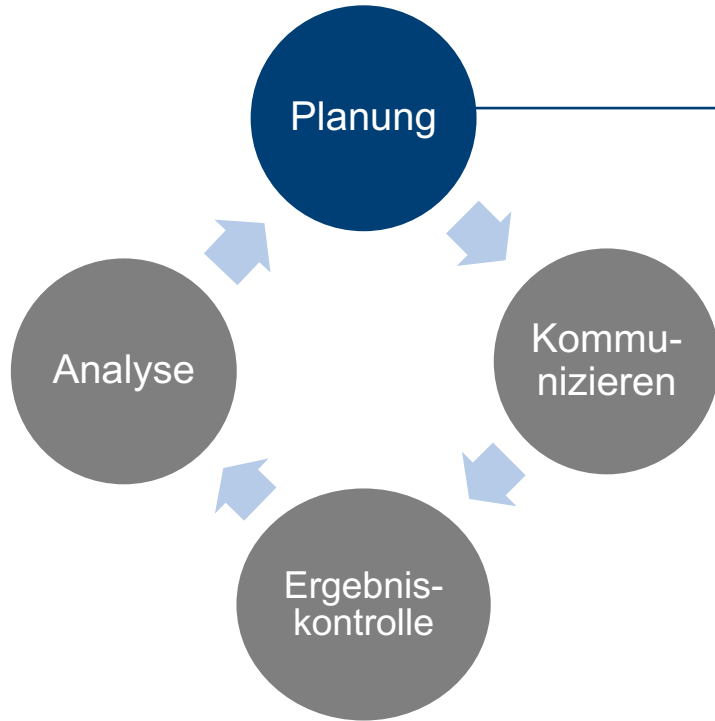 Planung
Kommu-
nizieren
Analyse
Ergebnis-
kontrolle